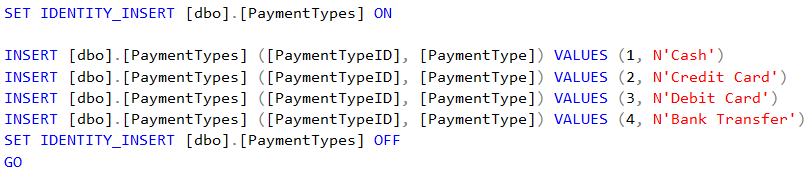 SET IDENTITY_INSERT [dbo].[PaymentTypes] ON
INSERT [dbo].[PaymentTypes] ([PaymentTypeID], [PaymentType]) VALUES (1, N'Cash')
INSERT [dbo].[PaymentTypes] ([PaymentTypeID], [PaymentType]) VALUES (2, N'Credit Card')
INSERT [dbo].[PaymentTypes] ([PaymentTypeID], [PaymentType]) VALUES (3, N'Debit Card')
INSERT [dbo].[PaymentTypes] ([PaymentTypeID], [PaymentType]) VALUES (4, N'Bank Transfer')
SET IDENTITY_INSERT [dbo].[PaymentTypes] OFF
GO